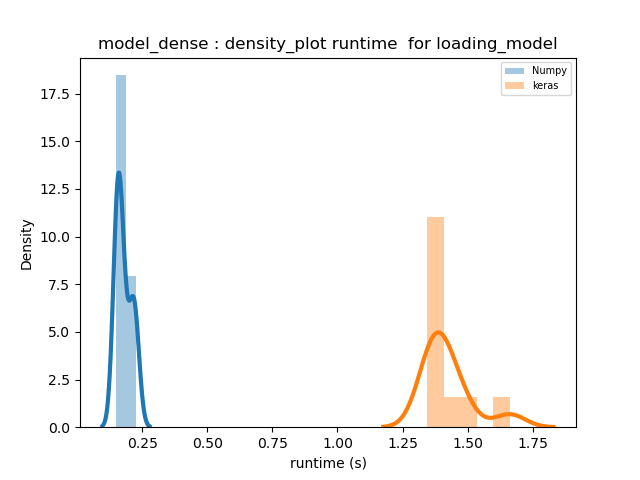 model_dense : density_plot runtime  for loading_model
Numpy
keras
17.5
15.0
12.5
10.0
7.5
5.0
2.5
0.0
Density
0.25 0.50 0.75 1.00 1.25 1.50 1.75
runtime (s)